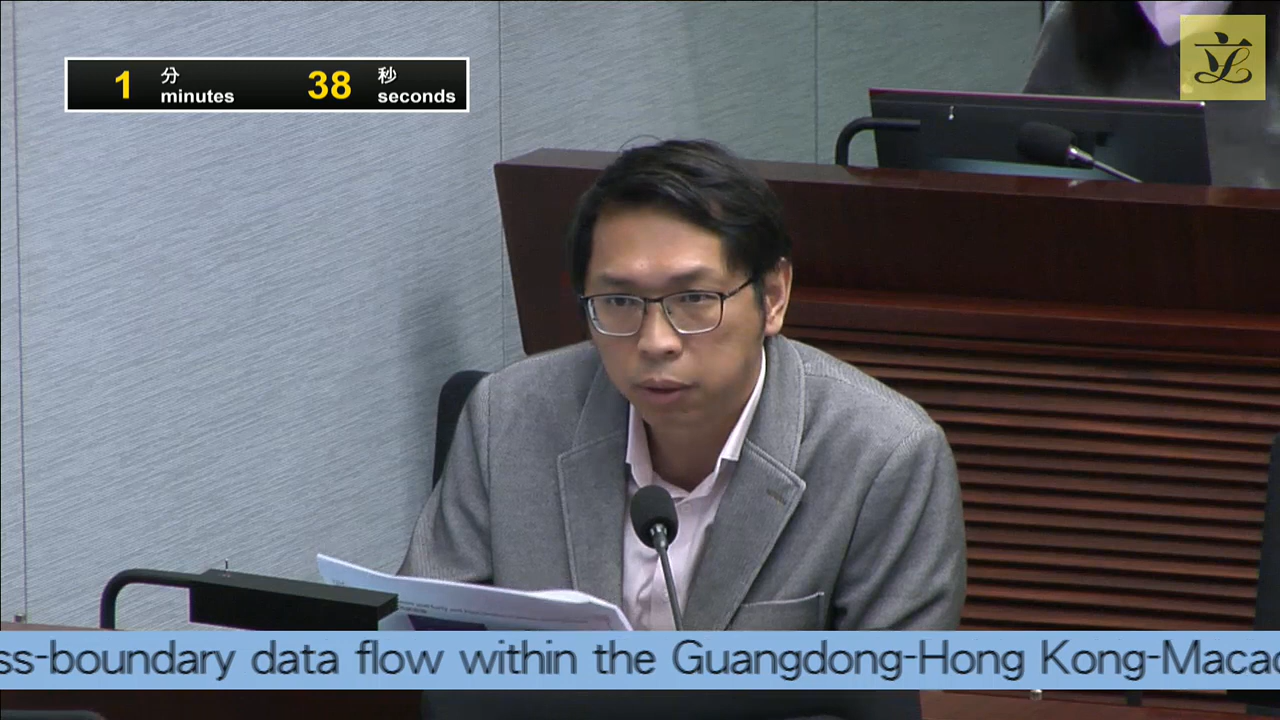 1 分 minutes 38 秒 seconds
ss-boundary data flow within the Guangdong-Hong Kong-Macao